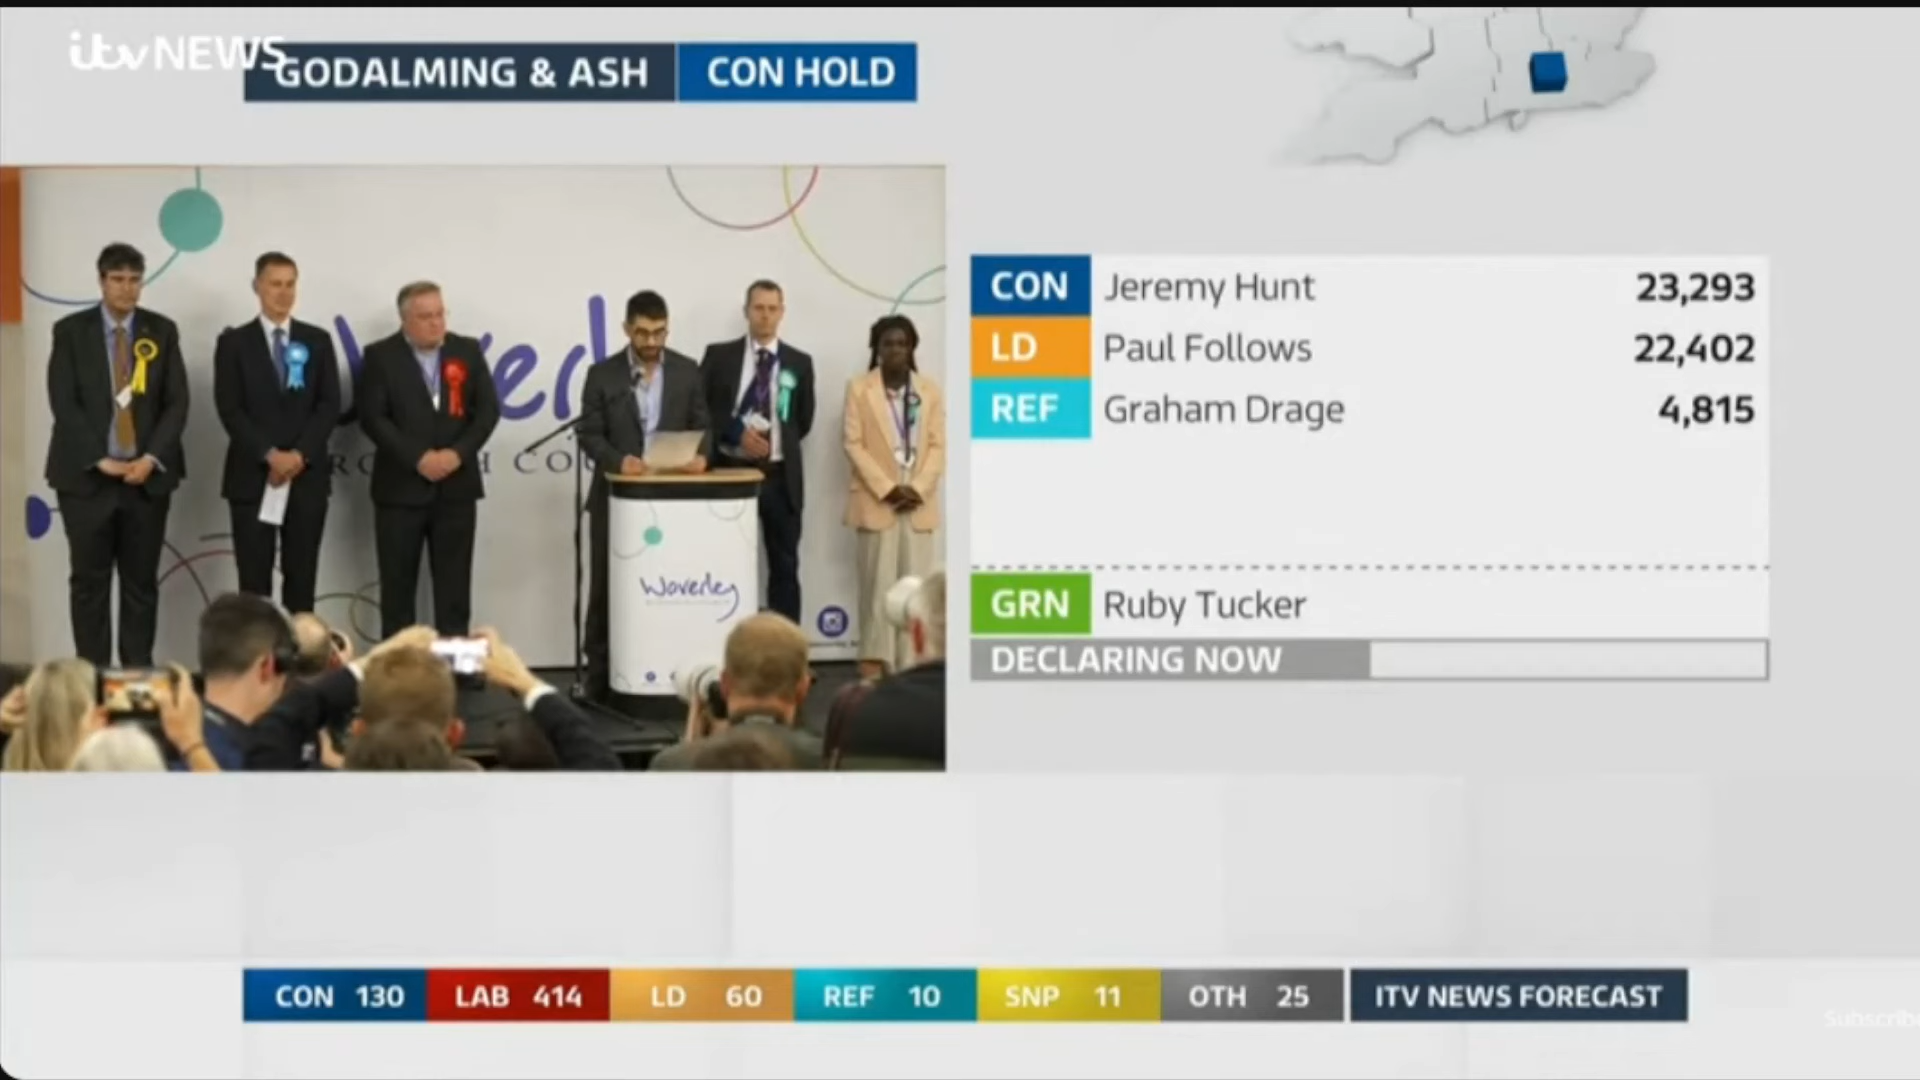 itv NEWS
GODALMING & ASH CON HOLD
CON Jeremy Hunt 23,293
LD Paul Follows 22,402
REF Graham Drage 4,815
GRN Ruby Tucker
DECLARING NOW
Waverley
CON 130 LAB 414 LD 60 REF 10 SNP 11 OTH 25 ITV NEWS FORECAST